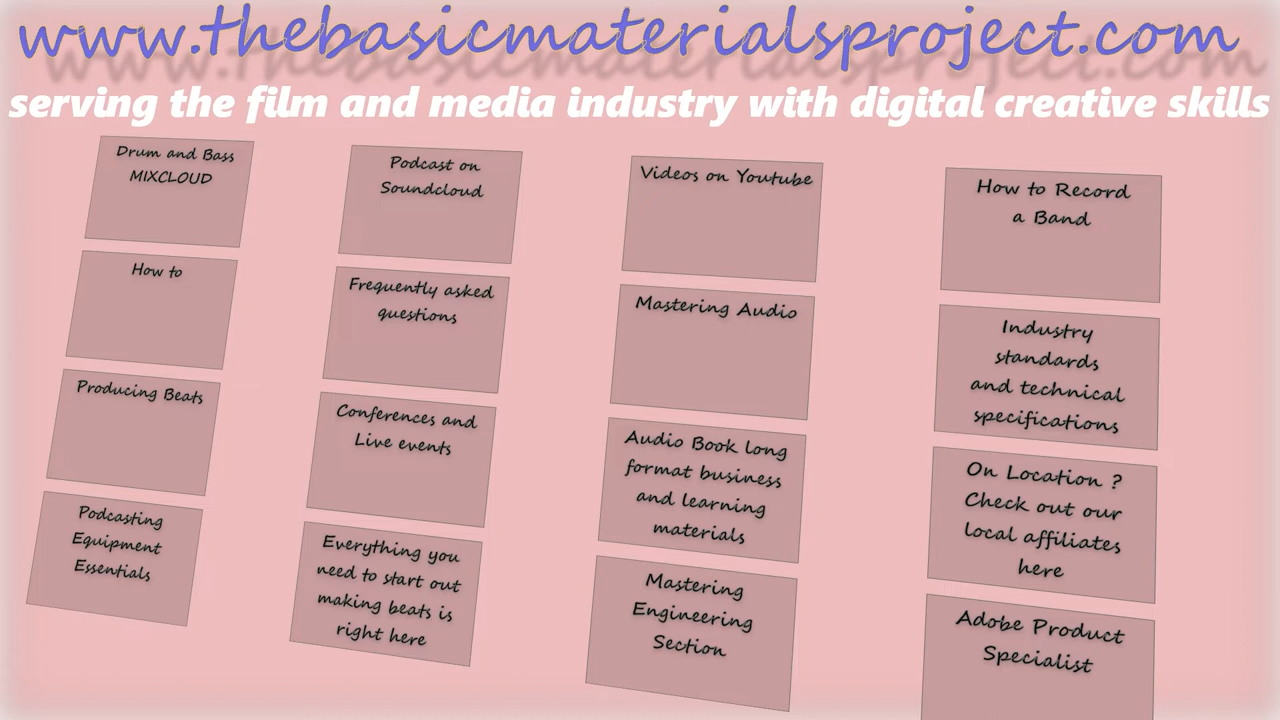 www.thebasicmaterialsproject.com
serving the film and media industry with digital creative skills
Drum and Bass
MIXCLOUD
Podcast on
Soundcloud
Videos on Youtube
How to Record
a Band
How to
Frequently asked
questions
Mastering Audio
Industry
standards
and technical
specifications
Producing Beats
Conferences and
Live events
Audio Book long
format business
and learning
materials
On Location ?
Check out our
local affiliates
here
Podcasting
Equipment
Essentials
Everything you
need to start out
making beats is
right here
Mastering
Engineering
Section
Adobe Product
Specialist